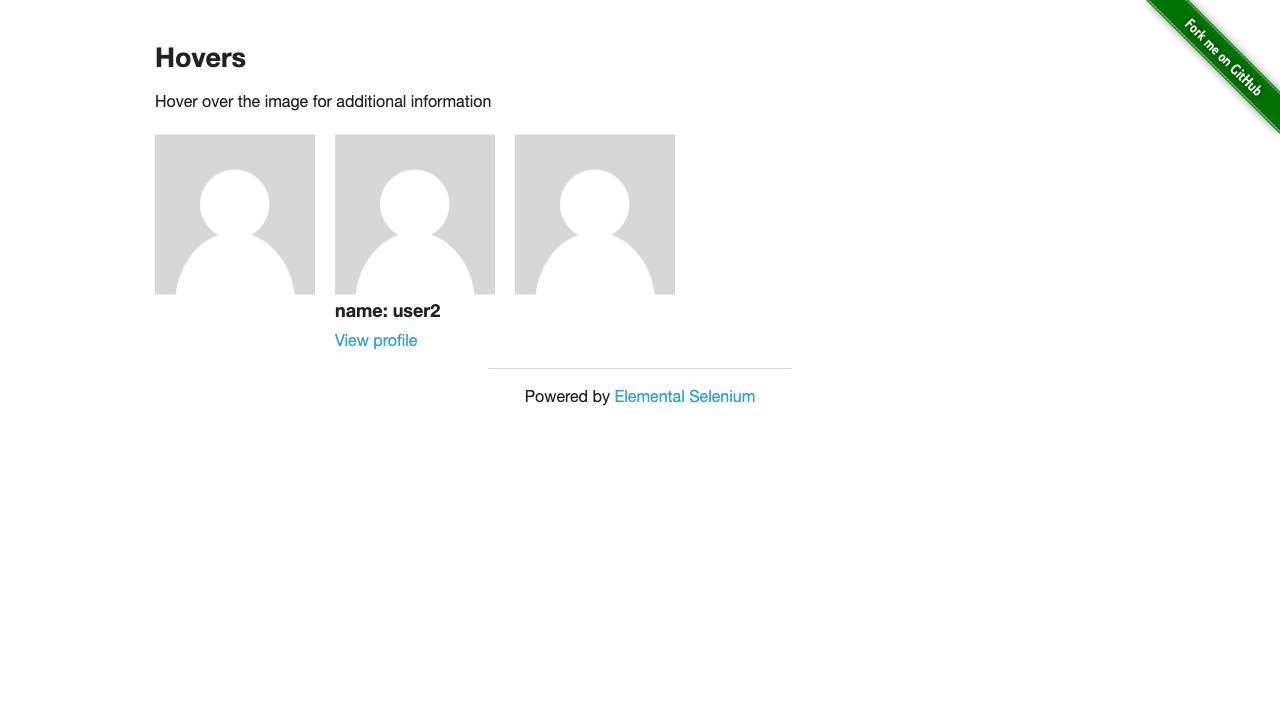 Fork me on GitHub
Hovers
Hover over the image for additional information
name: user2
View profile
Powered by Elemental Selenium